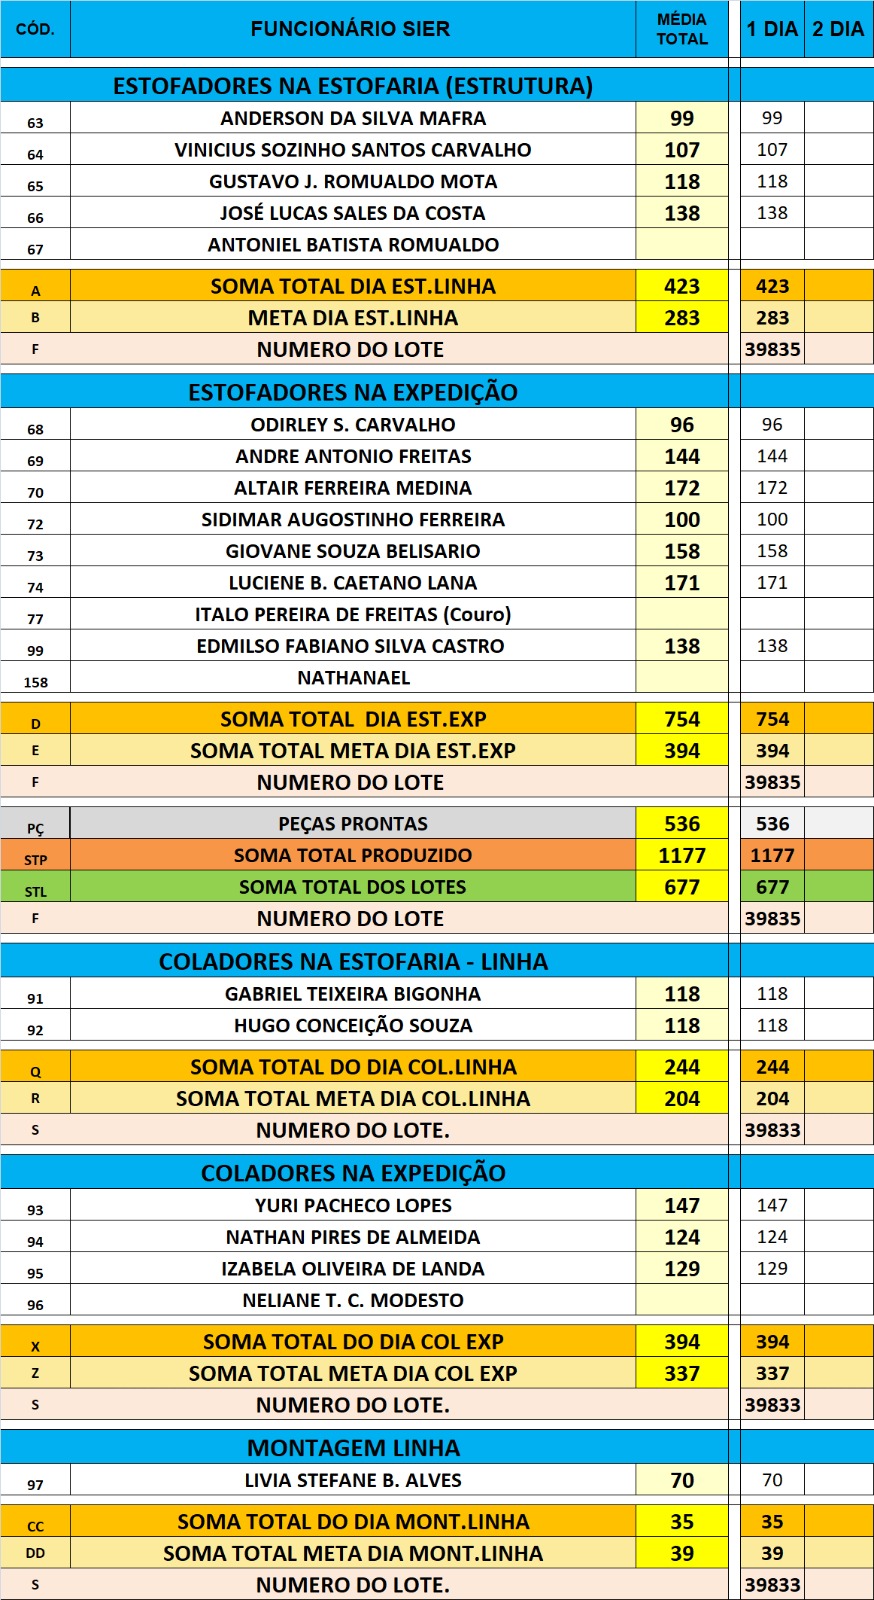 CÓD. FUNCIONÁRIO SIER MÉDIA TOTAL 1 DIA 2 DIA
ESTOFADORES NA ESTOFARIA (ESTRUTURA)
63 ANDERSON DA SILVA MAFRA 99 99
64 VINICIUS SOZINHO SANTOS CARVALHO 107 107
65 GUSTAVO J. ROMUALDO MOTA 118 118
66 JOSÉ LUCAS SALES DA COSTA 138 138
67 ANTONIEL BATISTA ROMUALDO
A SOMA TOTAL DIA EST.LINHA 423 423
B META DIA EST.LINHA 283 283
F NUMERO DO LOTE 39835
ESTOFADORES NA EXPEDIÇÃO
68 ODIRLEY S. CARVALHO 96 96
69 ANDRE ANTONIO FREITAS 144 144
70 ALTAIR FERREIRA MEDINA 172 172
72 SIDIMAR AUGOSTINHO FERREIRA 100 100
73 GIOVANE SOUZA BELISARIO 158 158
74 LUCIENE B. CAETANO LANA 171 171
77 ITALO PEREIRA DE FREITAS (Couro)
99 EDMILSO FABIANO SILVA CASTRO 138 138
158 NATHANAEL
D SOMA TOTAL DIA EST.EXP 754 754
E SOMA TOTAL META DIA EST.EXP 394 394
F NUMERO DO LOTE 39835
PÇ PEÇAS PRONTAS 536 536
STP SOMA TOTAL PRODUZIDO 1177 1177
STL SOMA TOTAL DOS LOTES 677 677
F NUMERO DO LOTE 39835
COLADORES NA ESTOFARIA - LINHA
91 GABRIEL TEIXEIRA BIGONHA 118 118
92 HUGO CONCEIÇÃO SOUZA 118 118
Q SOMA TOTAL DO DIA COL.LINHA 244 244
R SOMA TOTAL META DIA COL.LINHA 204 204
S NUMERO DO LOTE. 39833
COLADORES NA EXPEDIÇÃO
93 YURI PACHECO LOPES 147 147
94 NATHAN PIRES DE ALMEIDA 124 124
95 IZABELA OLIVEIRA DE LANDA 129 129
96 NELIANE T. C. MODESTO
X SOMA TOTAL DO DIA COL EXP 394 394
Z SOMA TOTAL META DIA COL EXP 337 337
S NUMERO DO LOTE. 39833
MONTAGEM LINHA
97 LIVIA STEFANE B. ALVES 70 70
CC SOMA TOTAL DO DIA MONT.LINHA 35 35
DD SOMA TOTAL META DIA MONT.LINHA 39 39
S NUMERO DO LOTE. 39833